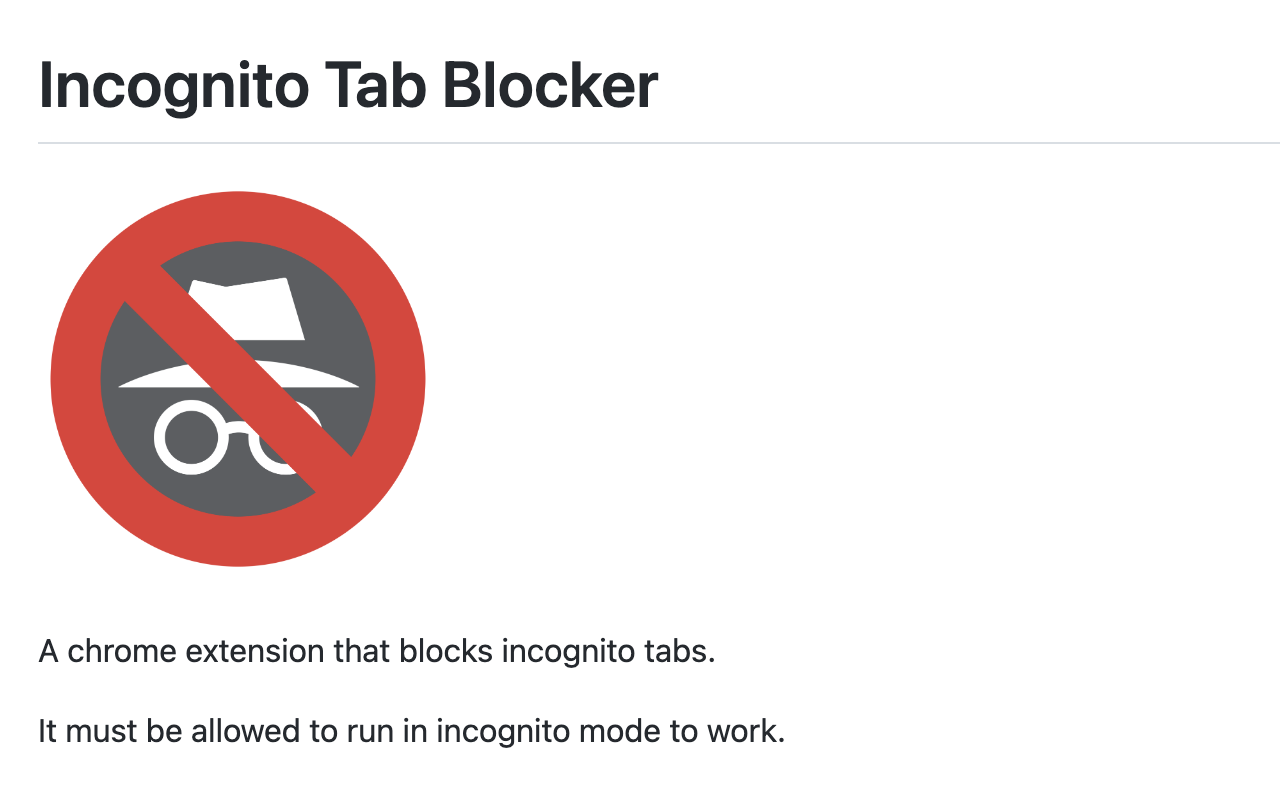 Incognito Tab Blocker
A chrome extension that blocks incognito tabs.
It must be allowed to run in incognito mode to work.